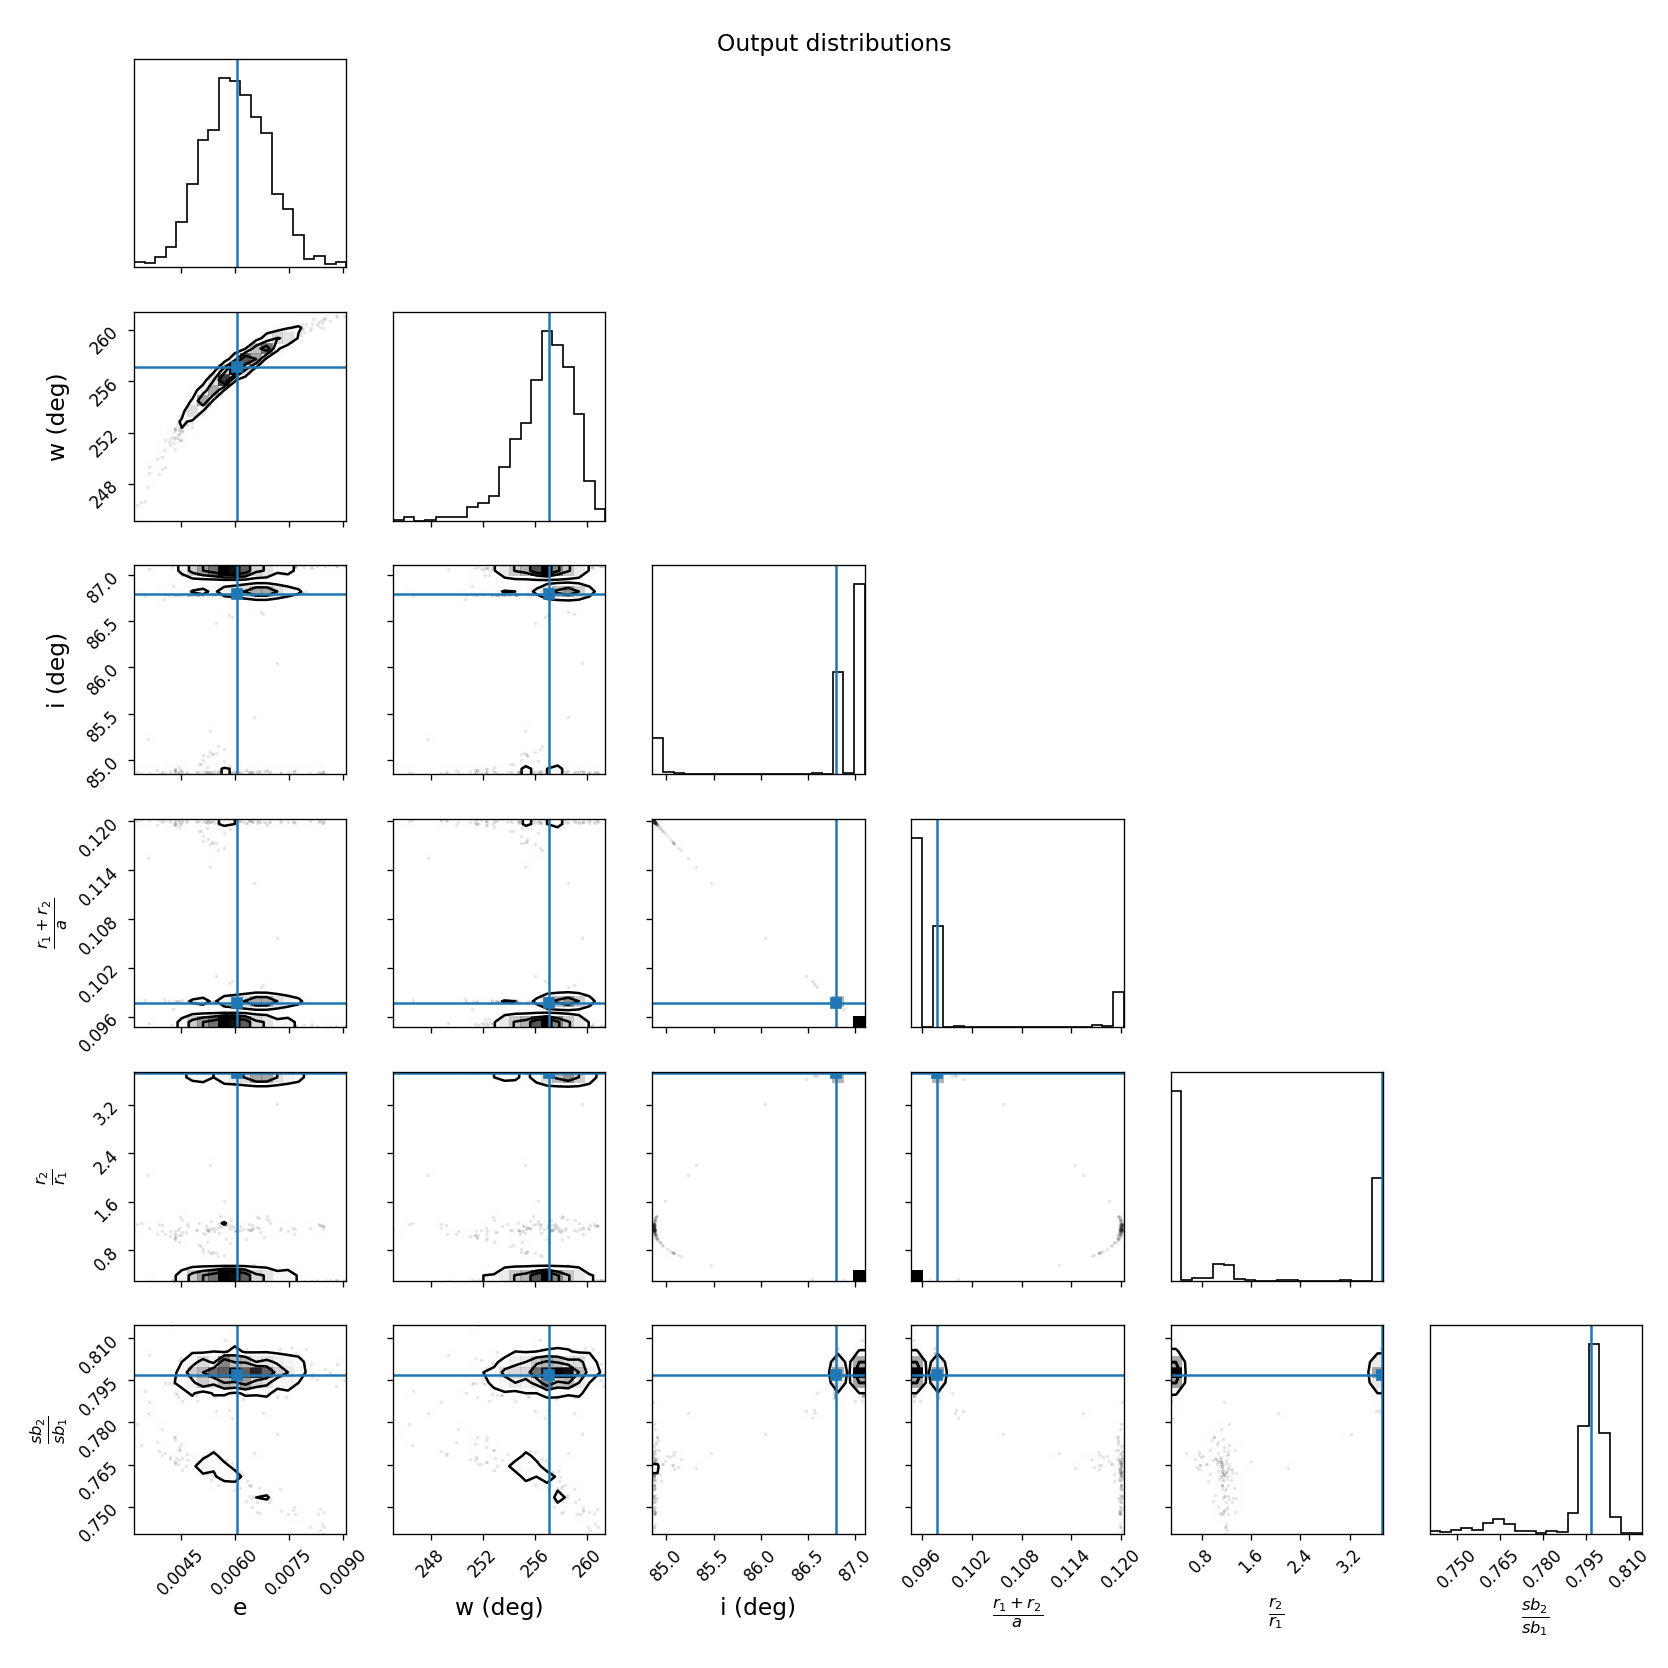 Output distributions
w (deg)
260
256
252
248
i (deg)
87.0
86.5
86.0
85.5
85.0
r1 + r2
a
0.120
0.114
0.108
0.102
0.096
r2
r1
3.2
2.4
1.6
0.8
sb2
sb1
0.810
0.795
0.780
0.765
0.750
0.0045 0.0060 0.0075 0.0090
248 252 256 260
85.0 85.5 86.0 86.5 87.0
0.096 0.102 0.108 0.114 0.120
0.8 1.6 2.4 3.2
0.750 0.765 0.780 0.795 0.810
e
w (deg)
i (deg)
r1 + r2
a
r2
r1
sb2
sb1